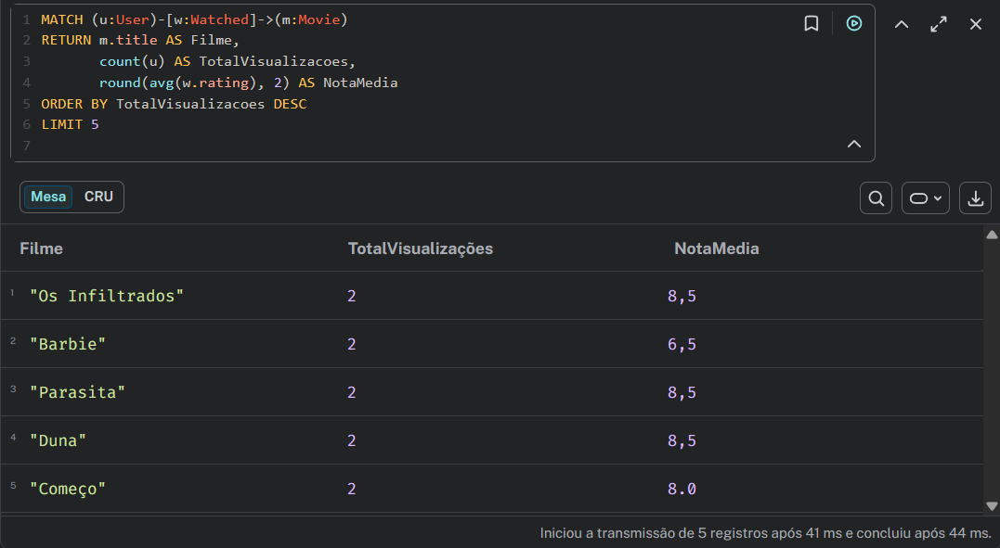 1 MATCH (u:User)-[w:Watched]->(m:Movie)
2 RETURN m.title AS Filme,
3 count(u) AS TotalVisualizacoes,
4 round(avg(w.rating), 2) AS NotaMedia
5 ORDER BY TotalVisualizacoes DESC
6 LIMIT 5
7
Mesa CRU
Filme TotalVisualizações NotaMedia
1 "Os Infiltrados" 2 8,5
2 "Barbie" 2 6,5
3 "Parasita" 2 8,5
4 "Duna" 2 8,5
5 "Começo" 2 8.0
Iniciou a transmissão de 5 registros após 41 ms e concluiu após 44 ms.